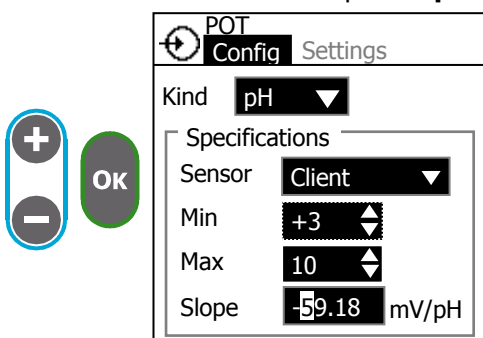 POT
Config Settings
Kind pH
Specifications
Sensor Client
Min +3
OK
Max 10
Slope -59.18 mV/pH